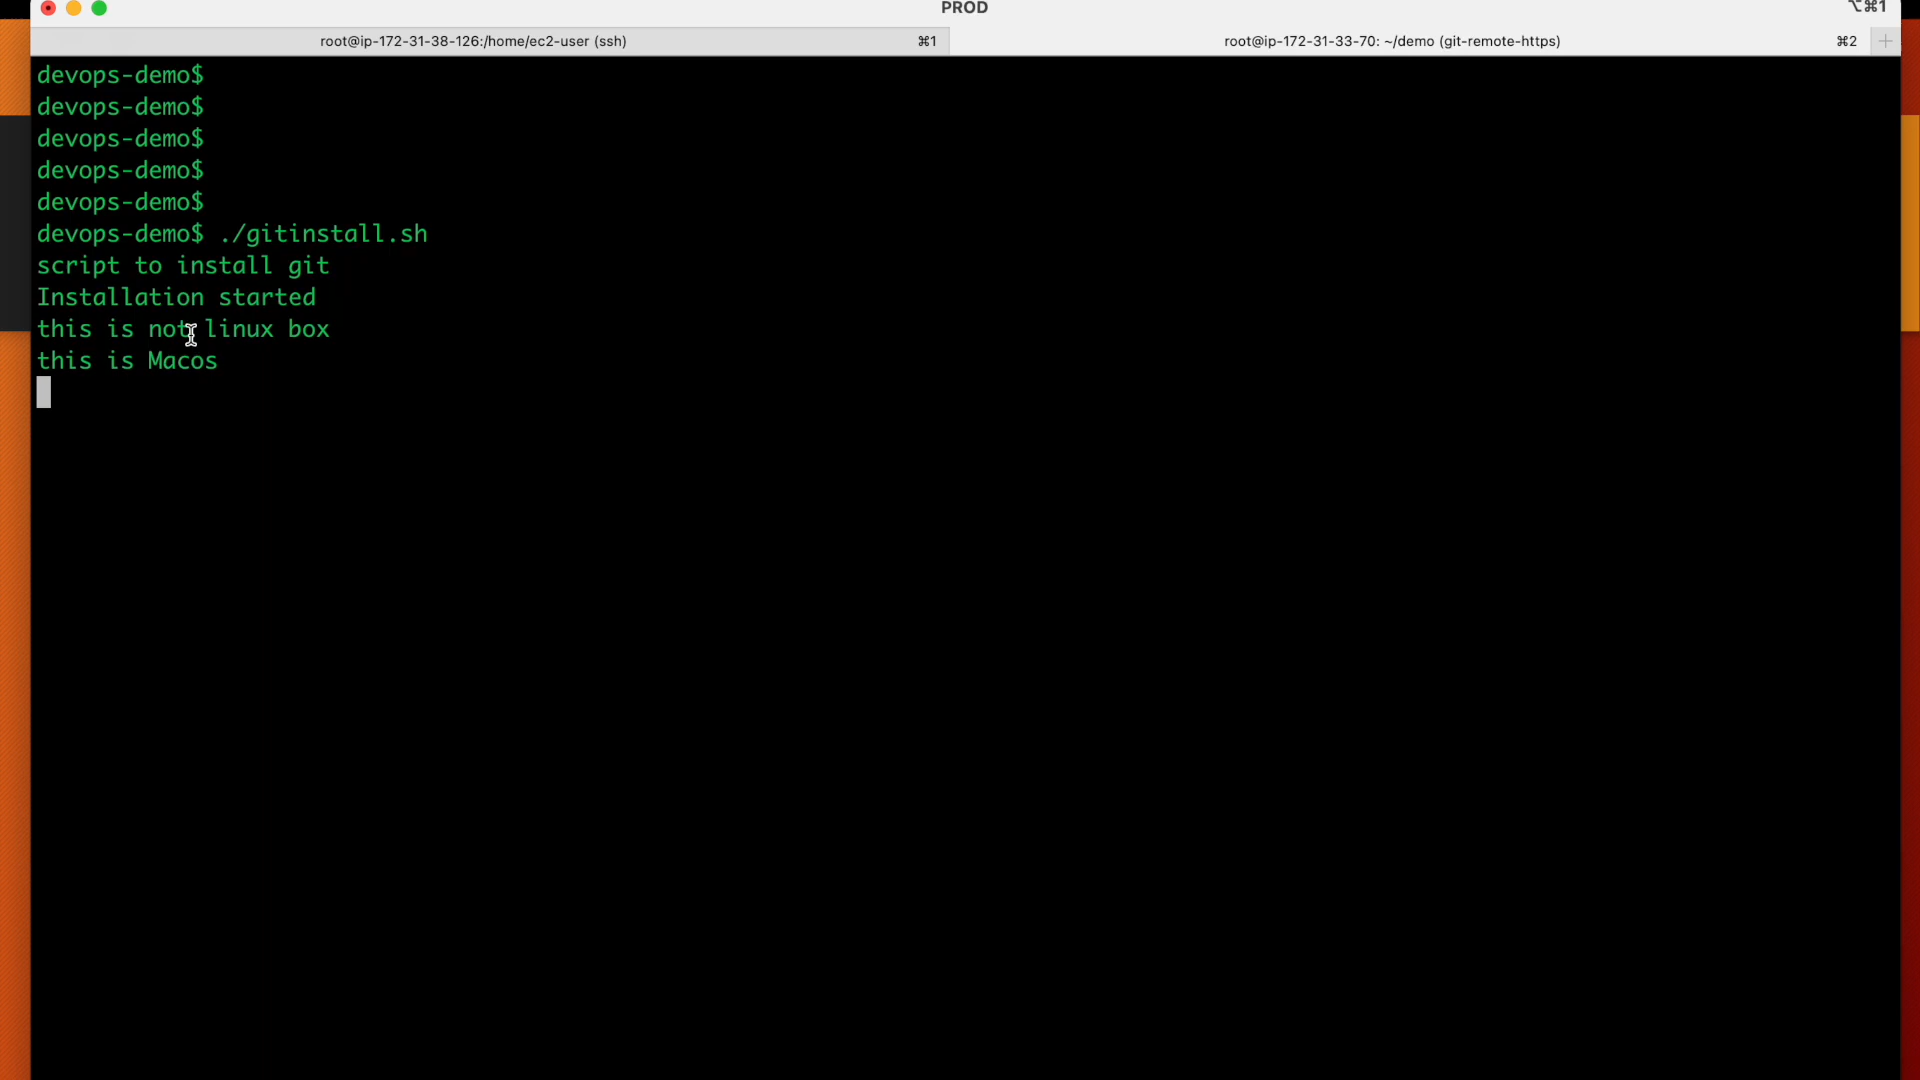 PROD
⌥⌘1
root@ip-172-31-38-126:/home/ec2-user (ssh) ⌘1
root@ip-172-31-33-70: ~/demo (git-remote-https) ⌘2
devops-demo$
devops-demo$
devops-demo$
devops-demo$
devops-demo$
devops-demo$ ./gitinstall.sh
script to install git
Installation started
this is not linux box
this is Macos